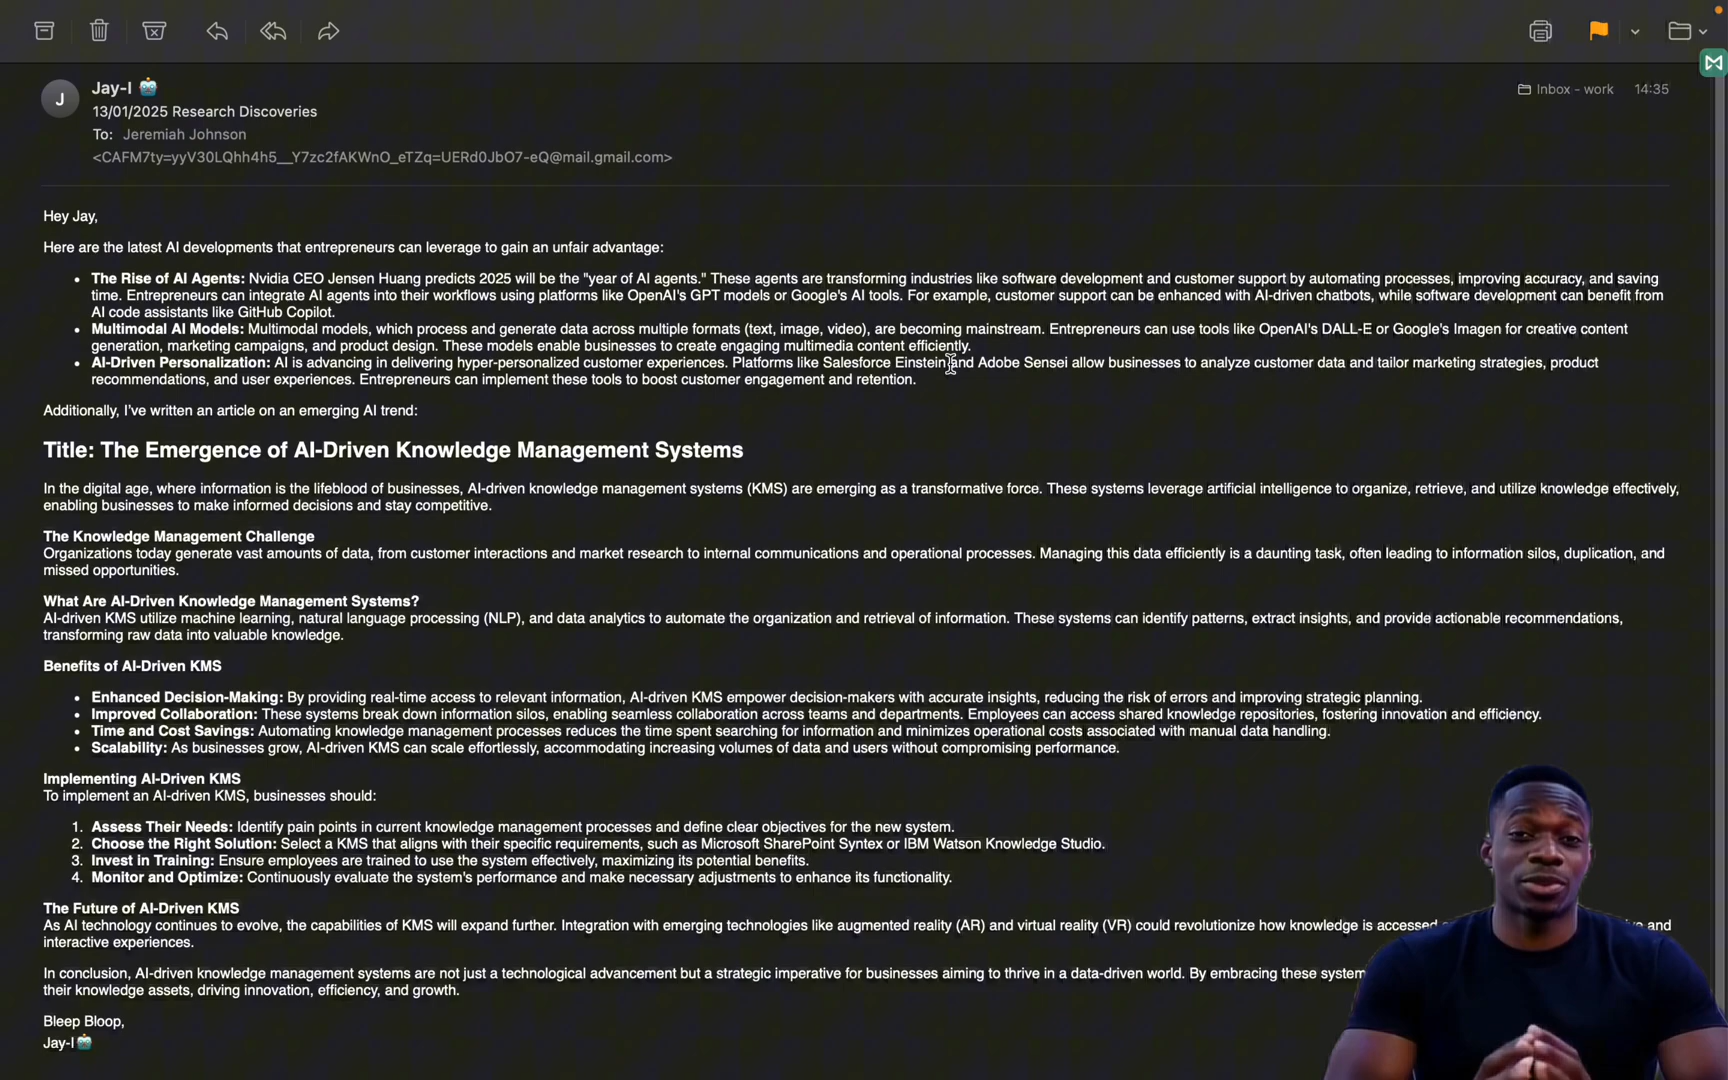 Jay-I 🤖
Inbox - work 14:35
J
13/01/2025 Research Discoveries
To: Jeremiah Johnson
<CAFM7ty=yyV30LQhh4h5__Y7zc2fAKWnO_eTZq=UERd0JbO7-eQ@mail.gmail.com>
Hey Jay,
Here are the latest AI developments that entrepreneurs can leverage to gain an unfair advantage:
• The Rise of AI Agents: Nvidia CEO Jensen Huang predicts 2025 will be the "year of AI agents." These agents are transforming industries like software development and customer support by automating processes, improving accuracy, and saving
time. Entrepreneurs can integrate AI agents into their workflows using platforms like OpenAI's GPT models or Google's AI tools. For example, customer support can be enhanced with AI-driven chatbots, while software development can benefit from
AI code assistants like GitHub Copilot.
• Multimodal AI Models: Multimodal models, which process and generate data across multiple formats (text, image, video), are becoming mainstream. Entrepreneurs can use tools like OpenAI's DALL-E or Google's Imagen for creative content
generation, marketing campaigns, and product design. These models enable businesses to create engaging multimedia content efficiently.
• AI-Driven Personalization: AI is advancing in delivering hyper-personalized customer experiences. Platforms like Salesforce Einstein and Adobe Sensei allow businesses to analyze customer data and tailor marketing strategies, product
recommendations, and user experiences. Entrepreneurs can implement these tools to boost customer engagement and retention.
Additionally, I've written an article on an emerging AI trend:
Title: The Emergence of AI-Driven Knowledge Management Systems
In the digital age, where information is the lifeblood of businesses, AI-driven knowledge management systems (KMS) are emerging as a transformative force. These systems leverage artificial intelligence to organize, retrieve, and utilize knowledge effectively,
enabling businesses to make informed decisions and stay competitive.
The Knowledge Management Challenge
Organizations today generate vast amounts of data, from customer interactions and market research to internal communications and operational processes. Managing this data efficiently is a daunting task, often leading to information silos, duplication, and
missed opportunities.
What Are AI-Driven Knowledge Management Systems?
AI-driven KMS utilize machine learning, natural language processing (NLP), and data analytics to automate the organization and retrieval of information. These systems can identify patterns, extract insights, and provide actionable recommendations,
transforming raw data into valuable knowledge.
Benefits of AI-Driven KMS
• Enhanced Decision-Making: By providing real-time access to relevant information, AI-driven KMS empower decision-makers with accurate insights, reducing the risk of errors and improving strategic planning.
• Improved Collaboration: These systems break down information silos, enabling seamless collaboration across teams and departments. Employees can access shared knowledge repositories, fostering innovation and efficiency.
• Time and Cost Savings: Automating knowledge management processes reduces the time spent searching for information and minimizes operational costs associated with manual data handling.
• Scalability: As businesses grow, AI-driven KMS can scale effortlessly, accommodating increasing volumes of data and users without compromising performance.
Implementing AI-Driven KMS
To implement an AI-driven KMS, businesses should:
1. Assess Their Needs: Identify pain points in current knowledge management processes and define clear objectives for the new system.
2. Choose the Right Solution: Select a KMS that aligns with their specific requirements, such as Microsoft SharePoint Syntex or IBM Watson Knowledge Studio.
3. Invest in Training: Ensure employees are trained to use the system effectively, maximizing its potential benefits.
4. Monitor and Optimize: Continuously evaluate the system's performance and make necessary adjustments to enhance its functionality.
The Future of AI-Driven KMS
As AI technology continues to evolve, the capabilities of KMS will expand further. Integration with emerging technologies like augmented reality (AR) and virtual reality (VR) could revolutionize how knowledge is accessed and
interactive experiences.
In conclusion, AI-driven knowledge management systems are not just a technological advancement but a strategic imperative for businesses aiming to thrive in a data-driven world. By embracing these
their knowledge assets, driving innovation, efficiency, and growth.
Bleep Bloop,
Jay-I🤖